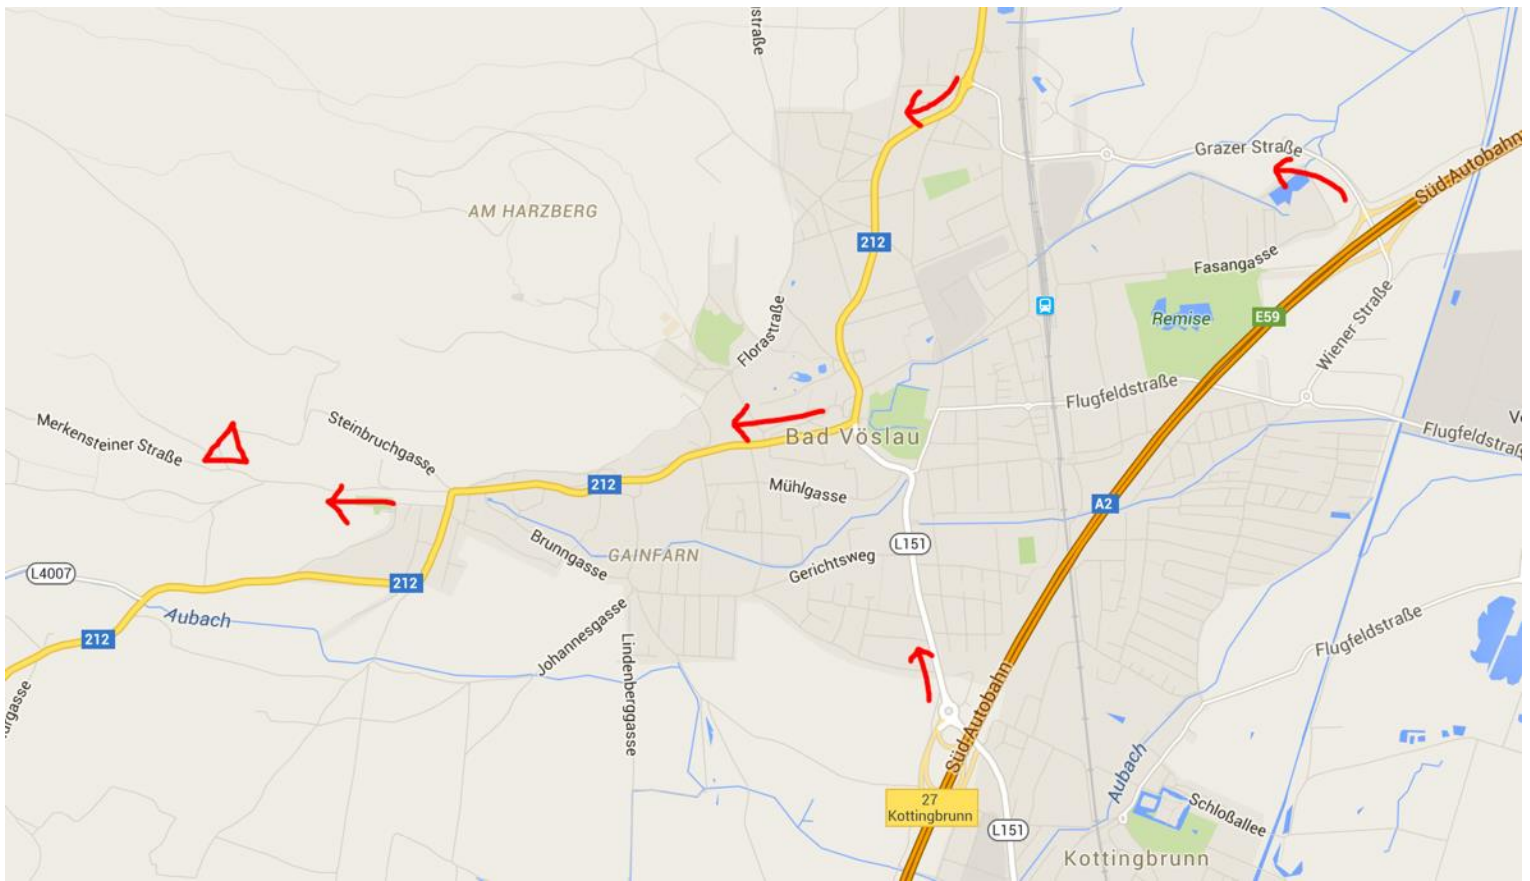 straße
Grazer Straße
Süd-Autobahn
AM HARZBERG
212
Fasangasse
Remise
E59
Florastraße
Wiener Straße
Flugfeldstraße
Merkensteiner Straße
Steinbruchgasse
Bad Vöslau
Flugfeldstraß
212
Mühlgasse
A2
L151
Brunngasse
GAINFARN
Gerichtsweg
L4007
212
Aubach
Johannesgasse
Lindenberggasse
212
Flugfeldstraße
Süd-Autobahn
Aubach
27
Kottingbrunn
L151
Schloßallee
Kottingbrunn